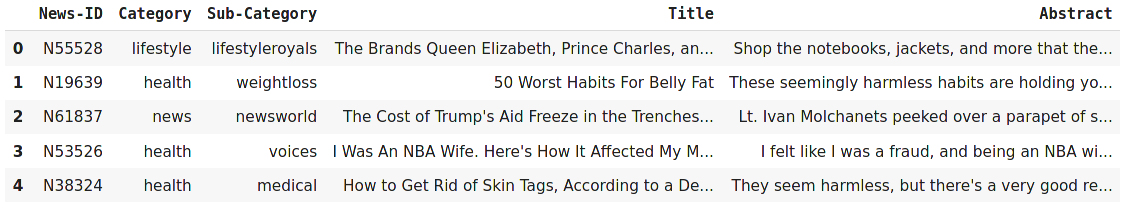 News-ID Category Sub-Category Title Abstract
0 N55528 lifestyle lifestyleroyals The Brands Queen Elizabeth, Prince Charles, an... Shop the notebooks, jackets, and more that the...
1 N19639 health weightloss 50 Worst Habits For Belly Fat These seemingly harmless habits are holding yo...
2 N61837 news newsworld The Cost of Trump's Aid Freeze in the Trenches... Lt. Ivan Molchanets peeked over a parapet of s...
3 N53526 health voices I Was An NBA Wife. Here's How It Affected My M... I felt like I was a fraud, and being an NBA wi...
4 N38324 health medical How to Get Rid of Skin Tags, According to a De... They seem harmless, but there's a very good re...